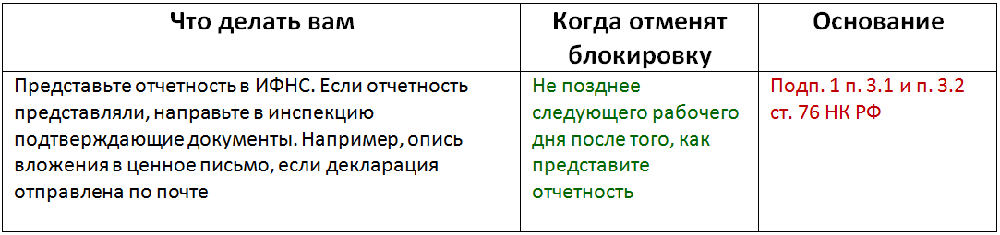 Что делать вам
Когда отменят
блокировку
Основание
Представьте отчетность в ИФНС. Если отчетность
представляли, направьте в инспекцию
подтверждающие документы. Например, опись
вложения в ценное письмо, если декларация
отправлена по почте
Не позднее
следующего рабочего
дня после того, как
представите
отчетность
Подп. 1 п. 3.1 и п. 3.2
ст. 76 НК РФ